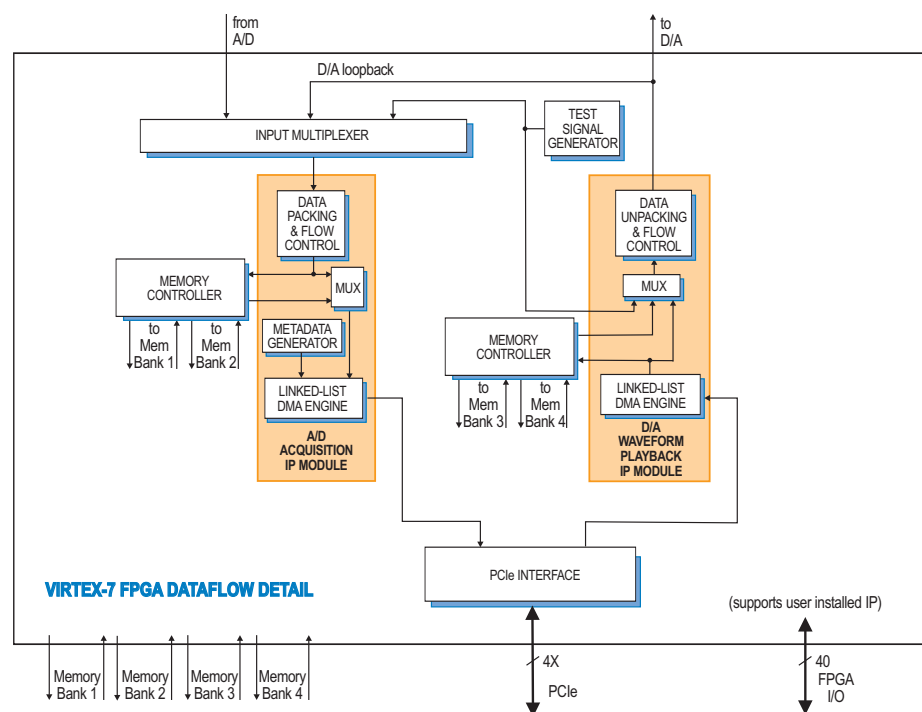 from
A/D
to
D/A
D/A loopback
INPUT MULTIPLEXER
TEST
SIGNAL
GENERATOR
DATA
PACKING
& FLOW
CONTROL
DATA
UNPACKING
& FLOW
CONTROL
MEMORY
CONTROLLER
MUX
MUX
to
Mem
Bank 1
to
Mem
Bank 2
METADATA
GENERATOR
MEMORY
CONTROLLER
to
Mem
Bank 3
to
Mem
Bank 4
LINKED-LIST
DMA ENGINE
LINKED-LIST
DMA ENGINE
A/D
ACQUISITION
IP MODULE
D/A
WAVEFORM
PLAYBACK
IP MODULE
PCIe INTERFACE
VIRTEX-7 FPGA DATAFLOW DETAIL
(supports user installed IP)
Memory
Bank 1
Memory
Bank 2
Memory
Bank 3
Memory
Bank 4
4X
PCIe
40
FPGA
I/O